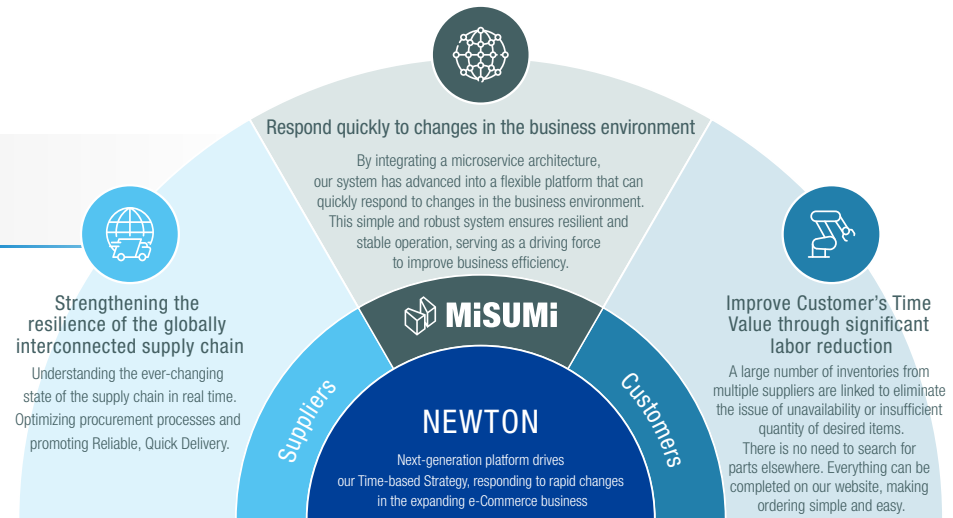 Respond quickly to changes in the business environment
By integrating a microservice architecture,
our system has advanced into a flexible platform that can
quickly respond to changes in the business environment.
This simple and robust system ensures resilient and
stable operation, serving as a driving force
to improve business efficiency.
Strengthening the
resilience of the globally
interconnected supply chain
Understanding the ever-changing
state of the supply chain in real time.
Optimizing procurement processes and
promoting Reliable, Quick Delivery.
MiSUMi
Suppliers
Customers
NEWTON
Next-generation platform drives
our Time-based Strategy, responding to rapid changes
in the expanding e-Commerce business
Improve Customer's Time
Value through significant
labor reduction
A large number of inventories from
multiple suppliers are linked to eliminate
the issue of unavailability or insufficient
quantity of desired items.
There is no need to search for
parts elsewhere. Everything can be
completed on our website, making
ordering simple and easy.